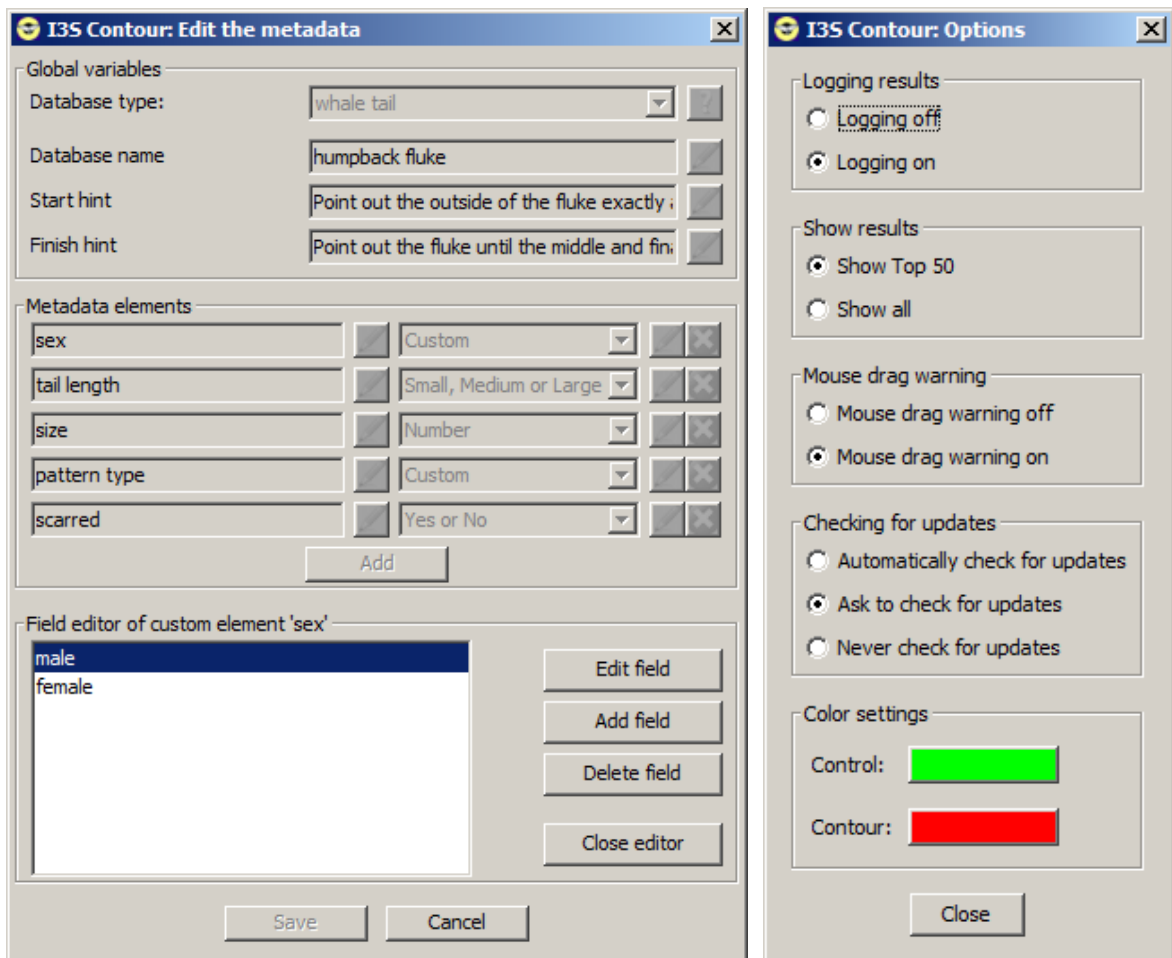 I3S Contour: Edit the metadata
Global variables
Database type:
whale tail
?
Database name
humpback fluke
Start hint
Point out the outside of the fluke exactly
Finish hint
Point out the fluke until the middle and fina
Metadata elements
sex
Custom
tail length
Small, Medium or Large
size
Number
pattern type
Custom
scarred
Yes or No
Add
Field editor of custom element 'sex'
male
female
Edit field
Add field
Delete field
Close editor
Save
Cancel
I3S Contour: Options
Logging results
Logging off
Logging on
Show results
Show Top 50
Show all
Mouse drag warning
Mouse drag warning off
Mouse drag warning on
Checking for updates
Automatically check for updates
Ask to check for updates
Never check for updates
Color settings
Control:
Contour:
Close